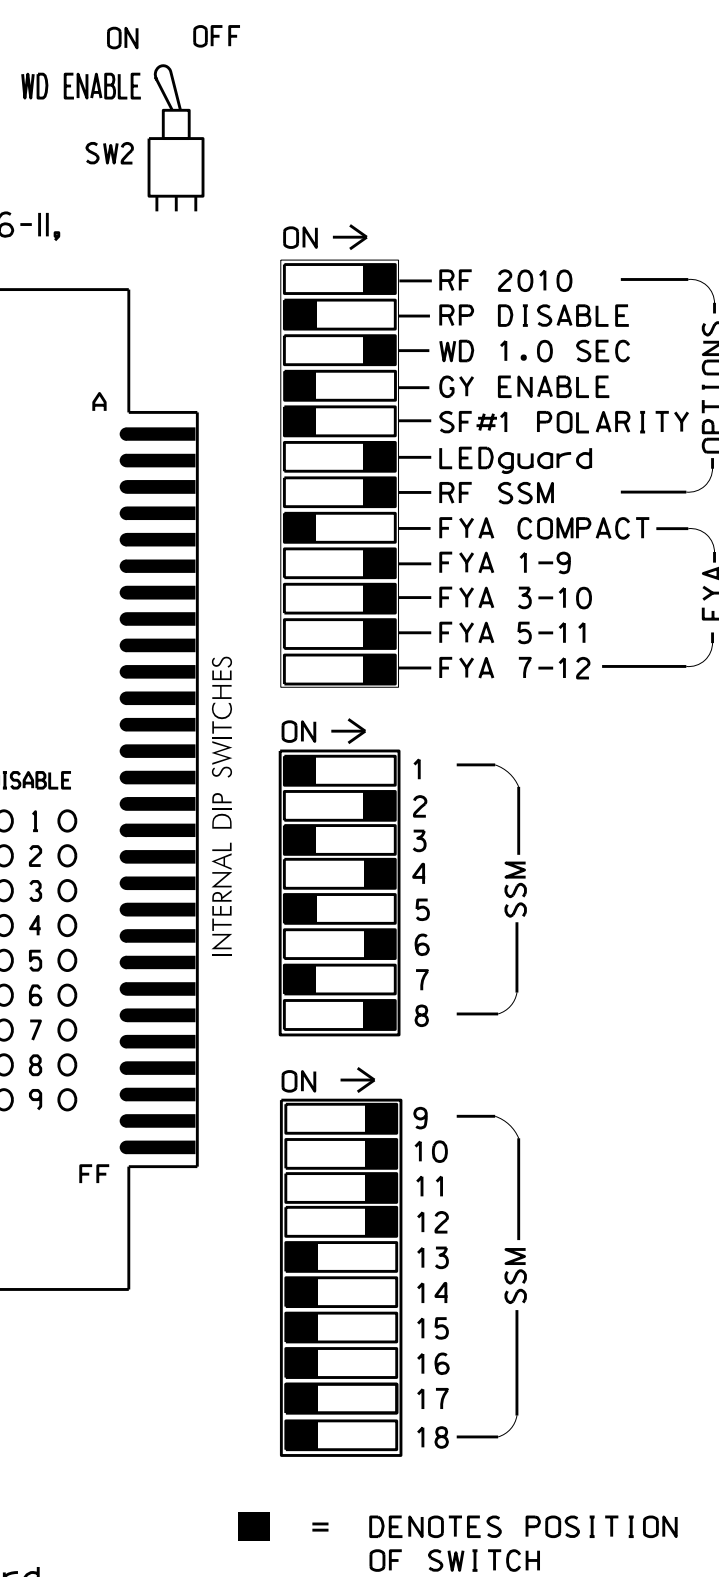 ON OFF
WD ENABLE
SW2
6-11,
ON →
RF 2010
RP DISABLE
WD 1.0 SEC
GY ENABLE
SF#1 POLARITY
LEDguard
RF SSM
OPTIONS
FYA COMPACT
FYA 1-9
FYA 3-10
FYA 5-11
FYA 7-12
FYA
A
FF
INTERNAL DIP SWITCHES
ISABLE
1
2
3
4
5
6
7
8
9
ON →
1
2
3
4
5
6
7
8
SSM
ON →
9
10
11
12
13
14
15
16
17
18
SSM
= DENOTES POSITION
OF SWITCH